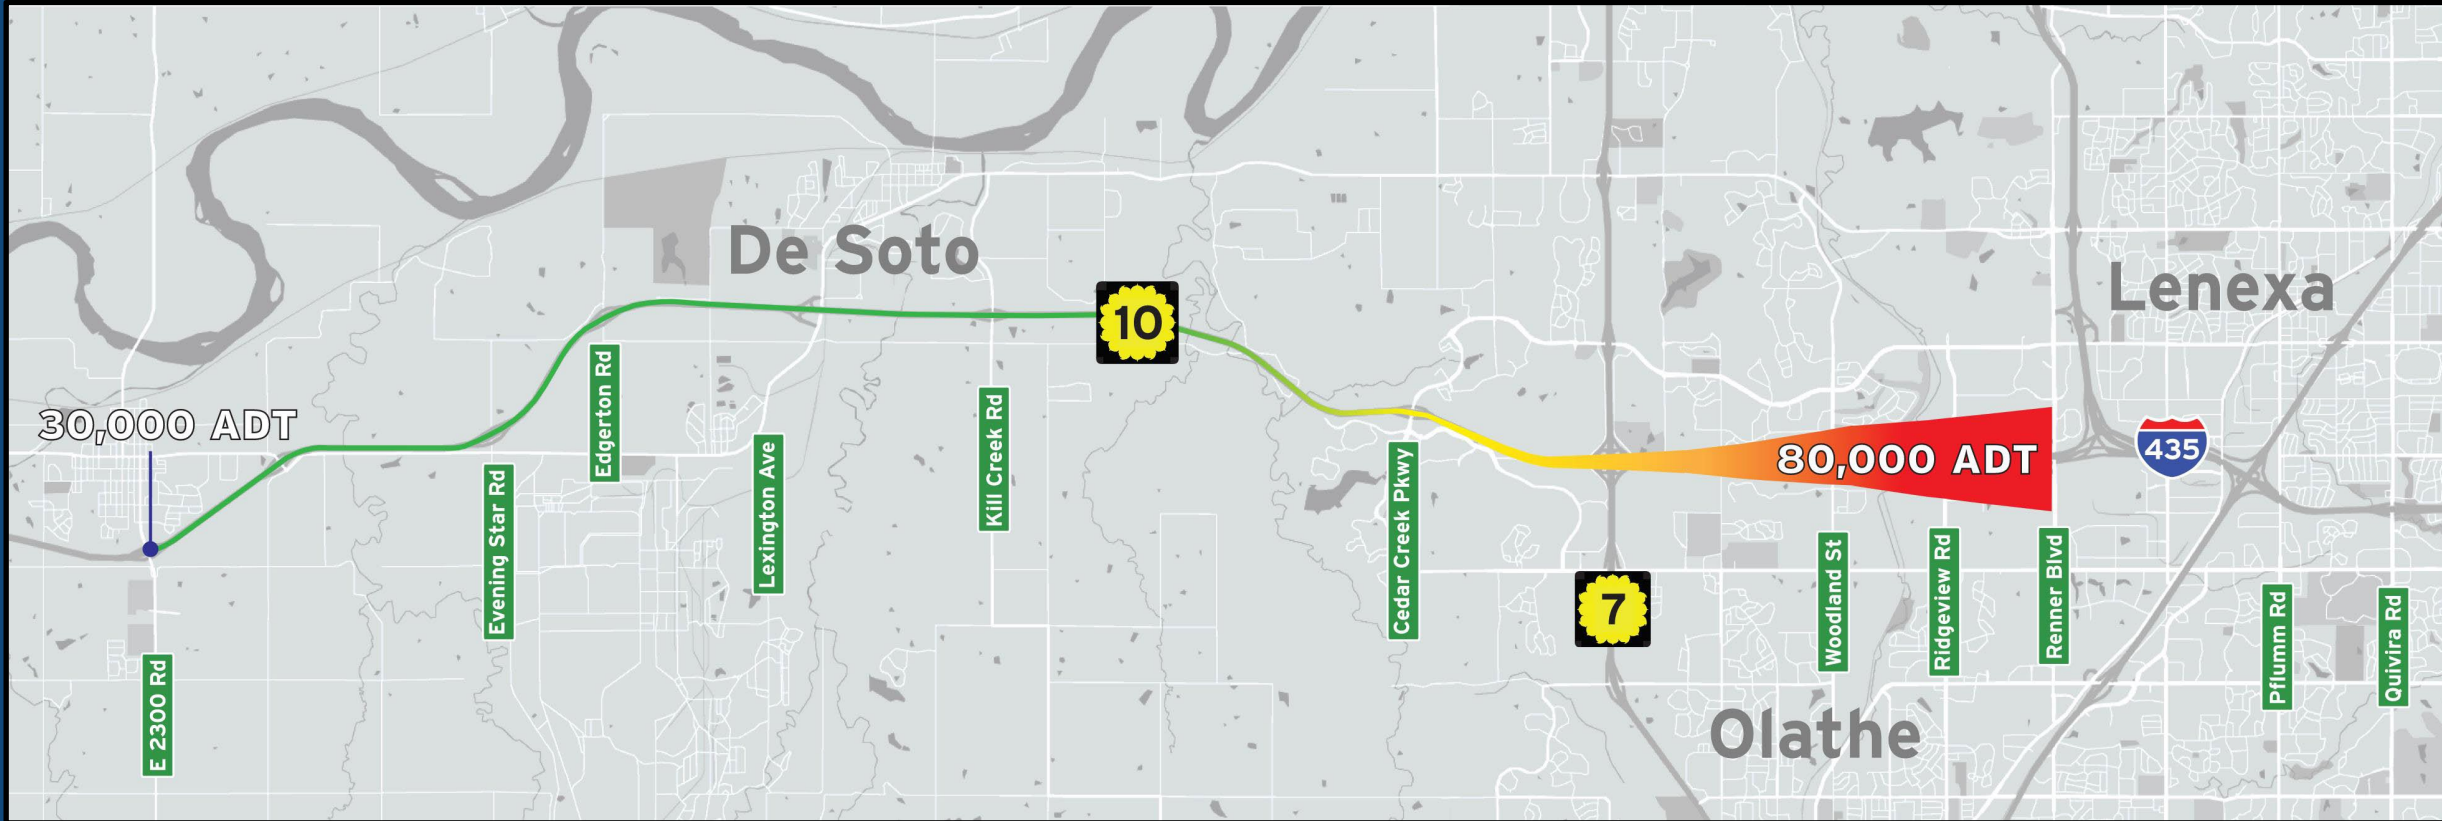 De Soto
10
Lenexa
Edgerton Rd
30,000 ADT
Kill Creek Rd
80,000 ADT
435
Evening Star Rd
Lexington Ave
Cedar Creek Pkwy
7
Woodland St
Ridgeview Rd
Renner Blvd
Pflumm Rd
Quivira Rd
E 2300 Rd
Olathe